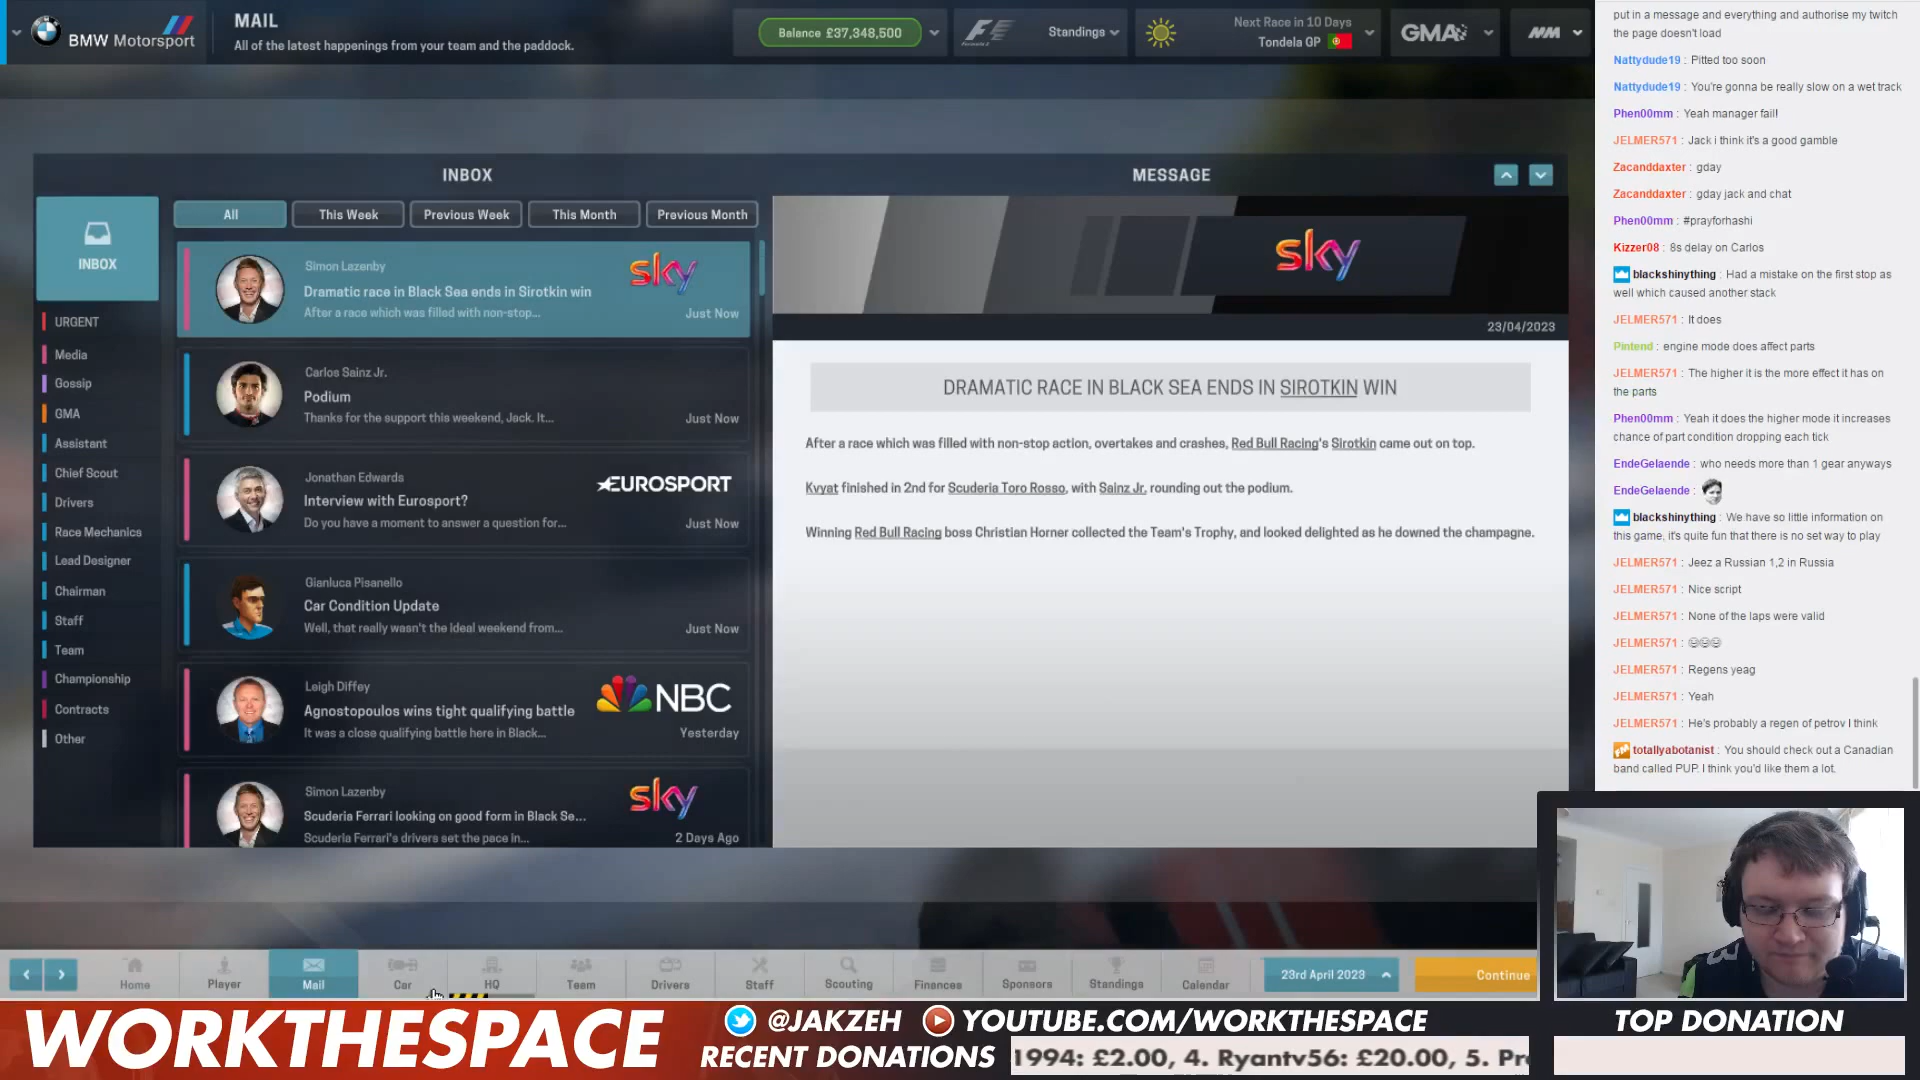 BMW Motorsport
MAIL
All of the latest happenings from your team and the paddock.
Balance £37,348,500
Standings
Next Race in 10 Days
Tondela GP
GMA
INBOX
MESSAGE
INBOX
URGENT
Media
Gossip
GMA
Assistant
Chief Scout
Drivers
Race Mechanics
Lead Designer
Chairman
Staff
Team
Championship
Contracts
Other
All
This Week
Previous Week
This Month
Previous Month
Simon Lazenby
Dramatic race in Black Sea ends in Sirotkin win
After a race which was filled with non-stop...
sky
Just Now
Carlos Sainz Jr.
Podium
Thanks for the support this weekend, Jack. It...
Just Now
Jonathan Edwards
Interview with Eurosport?
Do you have a moment to answer a question for...
EUROSPORT
Just Now
Gianluca Pisanello
Car Condition Update
Well, that really wasn't the ideal weekend from...
Just Now
Leigh Diffey
Agnostopoulos wins tight qualifying battle
It was a close qualifying battle here in Black...
NBC
Yesterday
Simon Lazenby
Scuderia Ferrari looking on good form in Black Se...
Scuderia Ferrari's drivers set the pace in...
sky
2 Days Ago
sky
23/04/2023
DRAMATIC RACE IN BLACK SEA ENDS IN SIROTKIN WIN
After a race which was filled with non-stop action, overtakes and crashes, Red Bull Racing's Sirotkin came out on top.
Kvyat finished in 2nd for Scuderia Toro Rosso, with Sainz Jr. rounding out the podium.
Winning Red Bull Racing boss Christian Horner collected the Team's Trophy, and looked delighted as he downed the champagne.
Home
Player
Mail
Car
HQ
Team
Drivers
Staff
Scouting
Finances
Sponsors
Standings
Calendar
23rd April 2023
Continue
put in a message and everything and authorise my twitch
the page doesn't load
Nattydude19 : Pitted too soon
Nattydude19 : You're gonna be really slow on a wet track
Phen00mm : Yeah manager fail!
JELMER571 : Jack i think it's a good gamble
Zacanddaxter : gday
Zacanddaxter : gday jack and chat
Phen00mm : #prayforhashi
Kizzer08 : 8s delay on Carlos
blackshinything : Had a mistake on the first stop as
well which caused another stack
JELMER571 : It does
Pintend : engine mode does affect parts
JELMER571 : The higher it is the more effect it has on
the parts
Phen00mm : Yeah it does the higher mode it increases
chance of part condition dropping each tick
EndeGelaende : who needs more than 1 gear anyways
EndeGelaende :
blackshinything : We have so little information on
this game, it's quite fun that there is no set way to play
JELMER571 : Jeez a Russian 1,2 in Russia
JELMER571 : Nice script
JELMER571 : None of the laps were valid
JELMER571 : 😂😂😂
JELMER571 : Regens yeag
JELMER571 : Yeah
JELMER571 : He's probably a regen of petrov I think
totallyabotanist : You should check out a Canadian
band called PUP. I think you'd like them a lot.
WORKTHESPACE
@JAKZEH
YOUTUBE.COM/WORKTHESPACE
RECENT DONATIONS
1994: £2.00, 4. Ryantv56: £20.00, 5. Pr
TOP DONATION